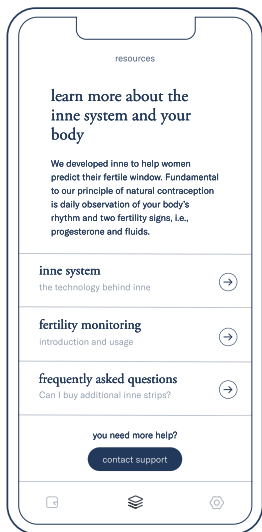 resources
learn more about the
inne system and your
body
We developed inne to help women
predict their fertile window. Fundamental
to our principle of natural contraception
is daily observation of your body's
rhythm and two fertility signs, i.e.,
progesterone and fluids.
inne system
the technology behind inne
fertility monitoring
introduction and usage
frequently asked questions
Can I buy additional inne strips?
you need more help?
contact support